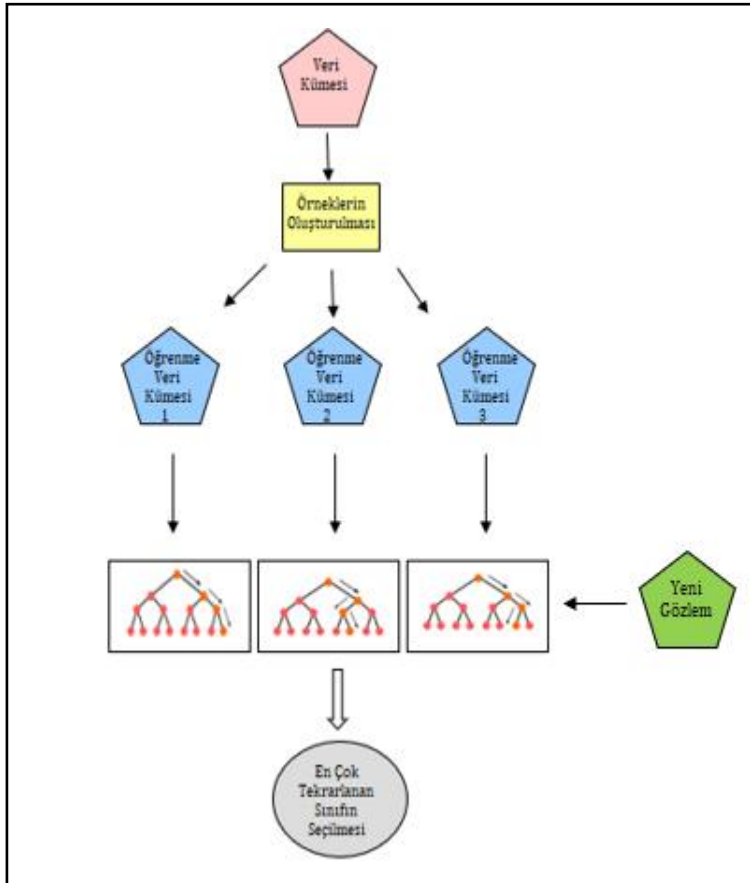 Veri
Kümesi
Örneklerin
Oluşturulması
Öğrenme
Veri
Kümesi
1
Öğrenme
Veri
Kümesi
2
Öğrenme
Veri
Kümesi
3
Yeni
Gözlem
En Çok
Tekrarlanan
Sınıfın
Seçilmesi